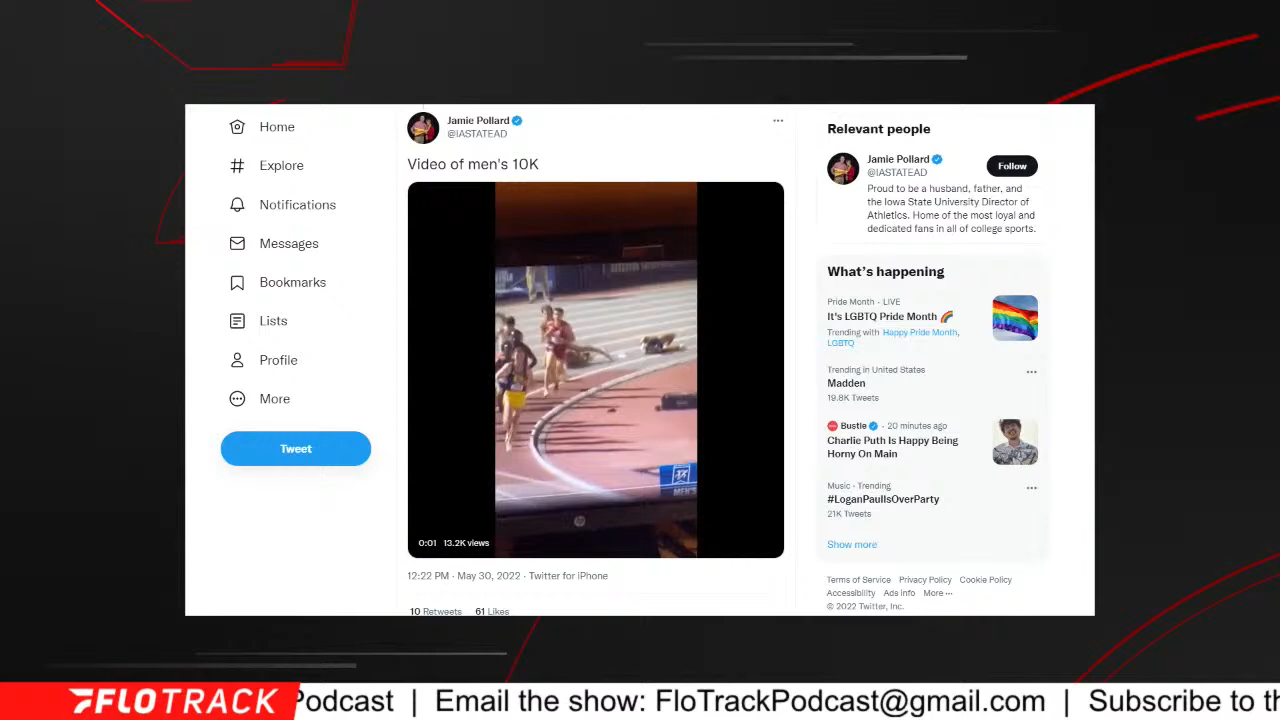 Home
Explore
Notifications
Messages
Bookmarks
Lists
Profile
More
Tweet
Jamie Pollard
@IASTATEAD
Video of men's 10K
MEN'S
0:01 13.2K views
12:22 PM · May 30, 2022 · Twitter for iPhone
10 Retweets 61 Likes
Relevant people
Jamie Pollard
@IASTATEAD
Follow
Proud to be a husband, father, and
the Iowa State University Director of
Athletics. Home of the most loyal and
dedicated fans in all of college sports.
What's happening
Pride Month · LIVE
It's LGBTQ Pride Month
Trending with Happy Pride Month,
LGBTQ
Trending in United States
Madden
19.8K Tweets
Bustle · 20 minutes ago
Charlie Puth Is Happy Being
Horny On Main
Music · Trending
#LoganPaulIsOverParty
21K Tweets
Show more
Terms of Service Privacy Policy Cookie Policy
Accessibility Ads info More ···
© 2022 Twitter, Inc.
FLOTRACK
Podcast | Email the show: FloTrackPodcast@gmail.com | Subscribe to th